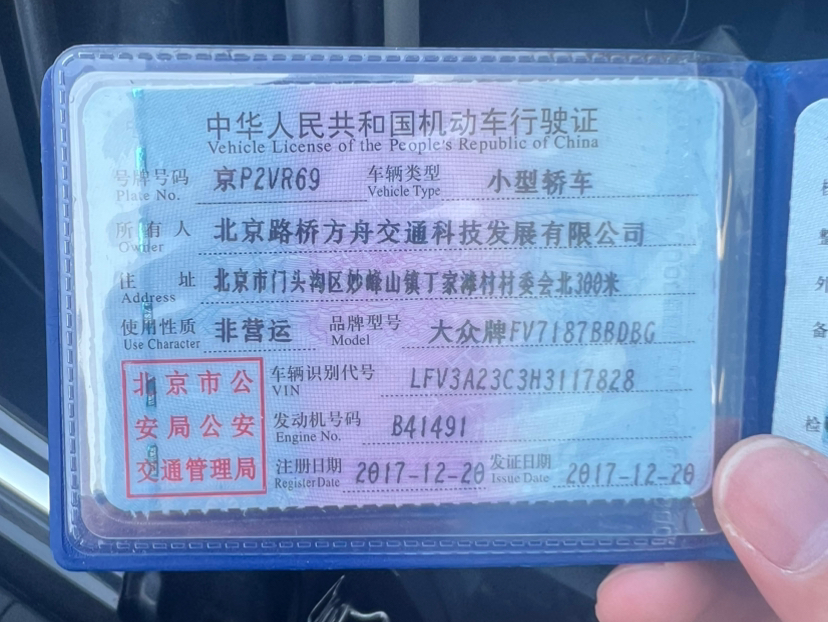 中华人民共和国机动车行驶证
Vehicle License of the People's Republic of China
号牌号码 京P2VR69 车辆类型 小型轿车
Plate No. Vehicle Type
所有人 北京路桥方舟交通科技发展有限公司
Owner
住址 北京市门头沟区妙峰山镇丁家滩村村委会北300米
Address
使用性质 非营运 品牌型号 大众牌FV7187BBDBG
Use Character Model
北京市公安局公安交通管理局
车辆识别代号 LFV3A23C3H3117828
VIN
发动机号码 B41491
Engine No.
注册日期 2017-12-20 发证日期 2017-12-20
Register Date Issue Date